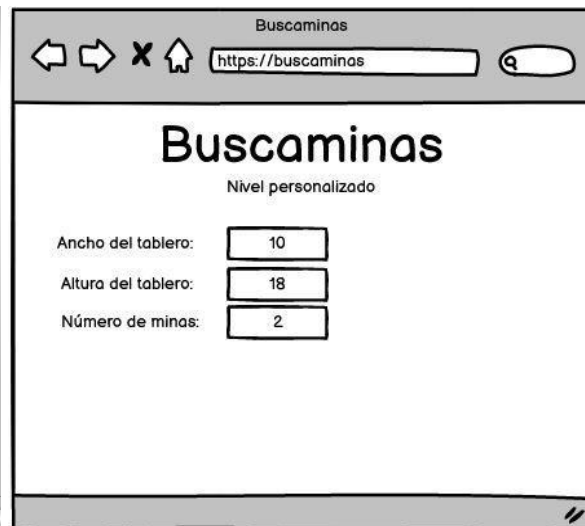 Buscaminas
https://buscaminas
Buscaminas
Nivel personalizado
Ancho del tablero: 10
Altura del tablero: 18
Número de minas: 2